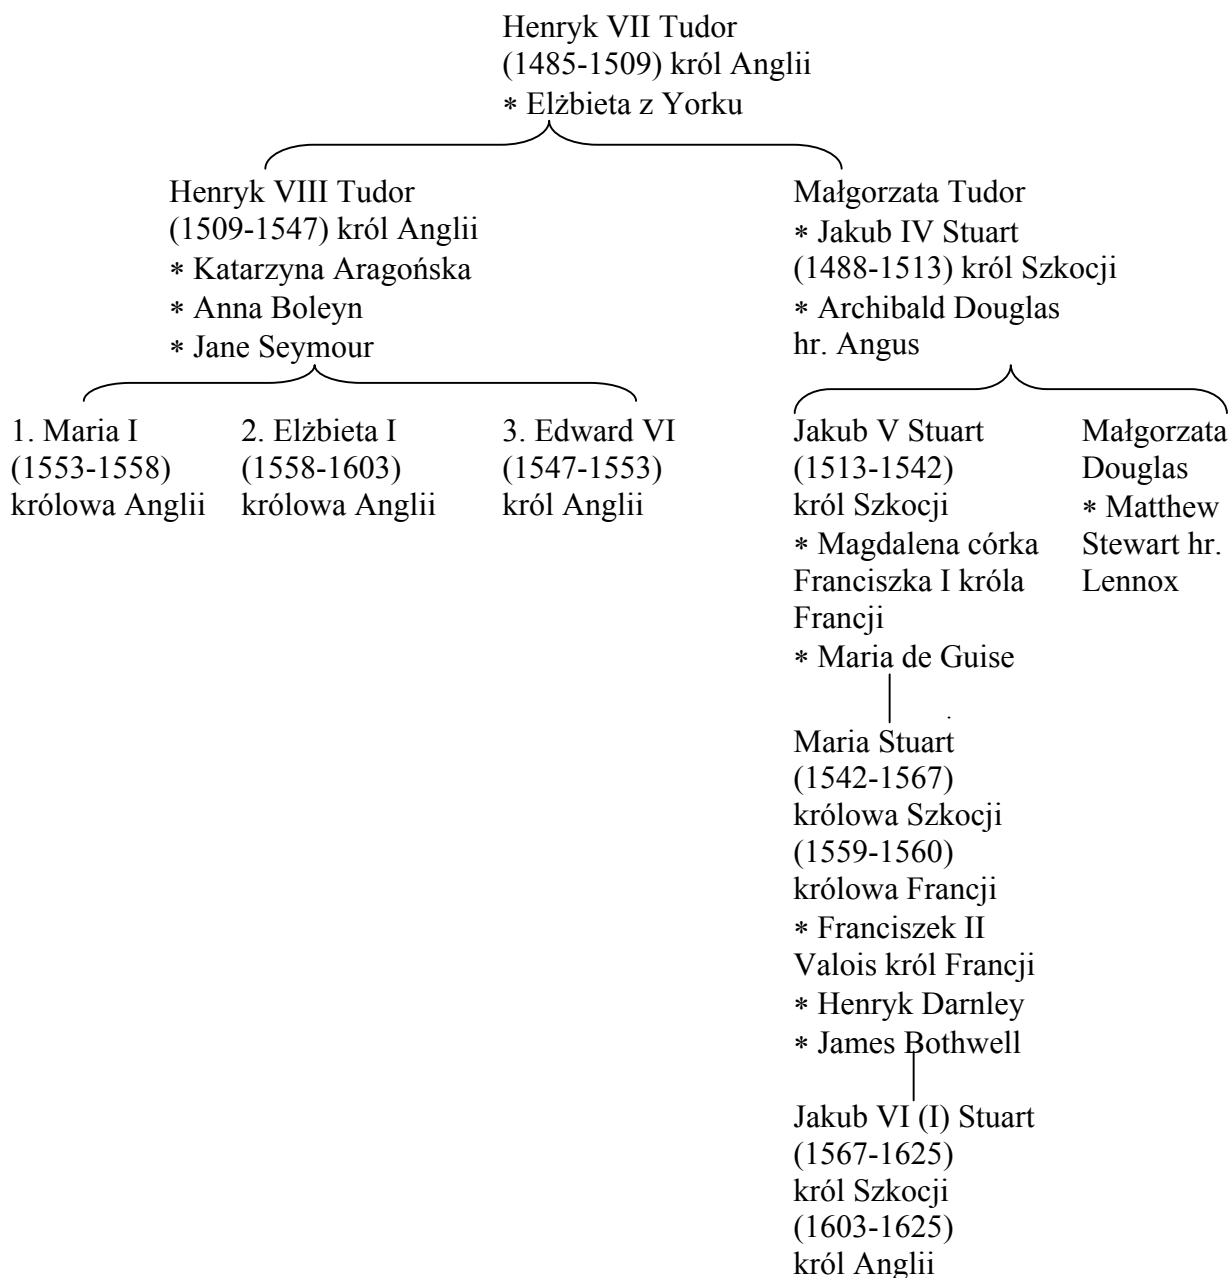 Henryk VII Tudor
(1485-1509) król Anglii
* Elżbieta z Yorku
Henryk VIII Tudor
(1509-1547) król Anglii
* Katarzyna Aragońska
* Anna Boleyn
* Jane Seymour
Małgorzata Tudor
* Jakub IV Stuart
(1488-1513) król Szkocji
* Archibald Douglas
hr. Angus
1. Maria I
(1553-1558)
królowa Anglii
2. Elżbieta I
(1558-1603)
królowa Anglii
3. Edward VI
(1547-1553)
król Anglii
Jakub V Stuart
(1513-1542)
król Szkocji
* Magdalena córka
Franciszka I króla
Francji
* Maria de Guise
Małgorzata
Douglas
* Matthew
Stewart hr.
Lennox
Maria Stuart
(1542-1567)
królowa Szkocji
(1559-1560)
królowa Francji
* Franciszek II
Valois król Francji
* Henryk Darnley
* James Bothwell
Jakub VI (I) Stuart
(1567-1625)
król Szkocji
(1603-1625)
król Anglii